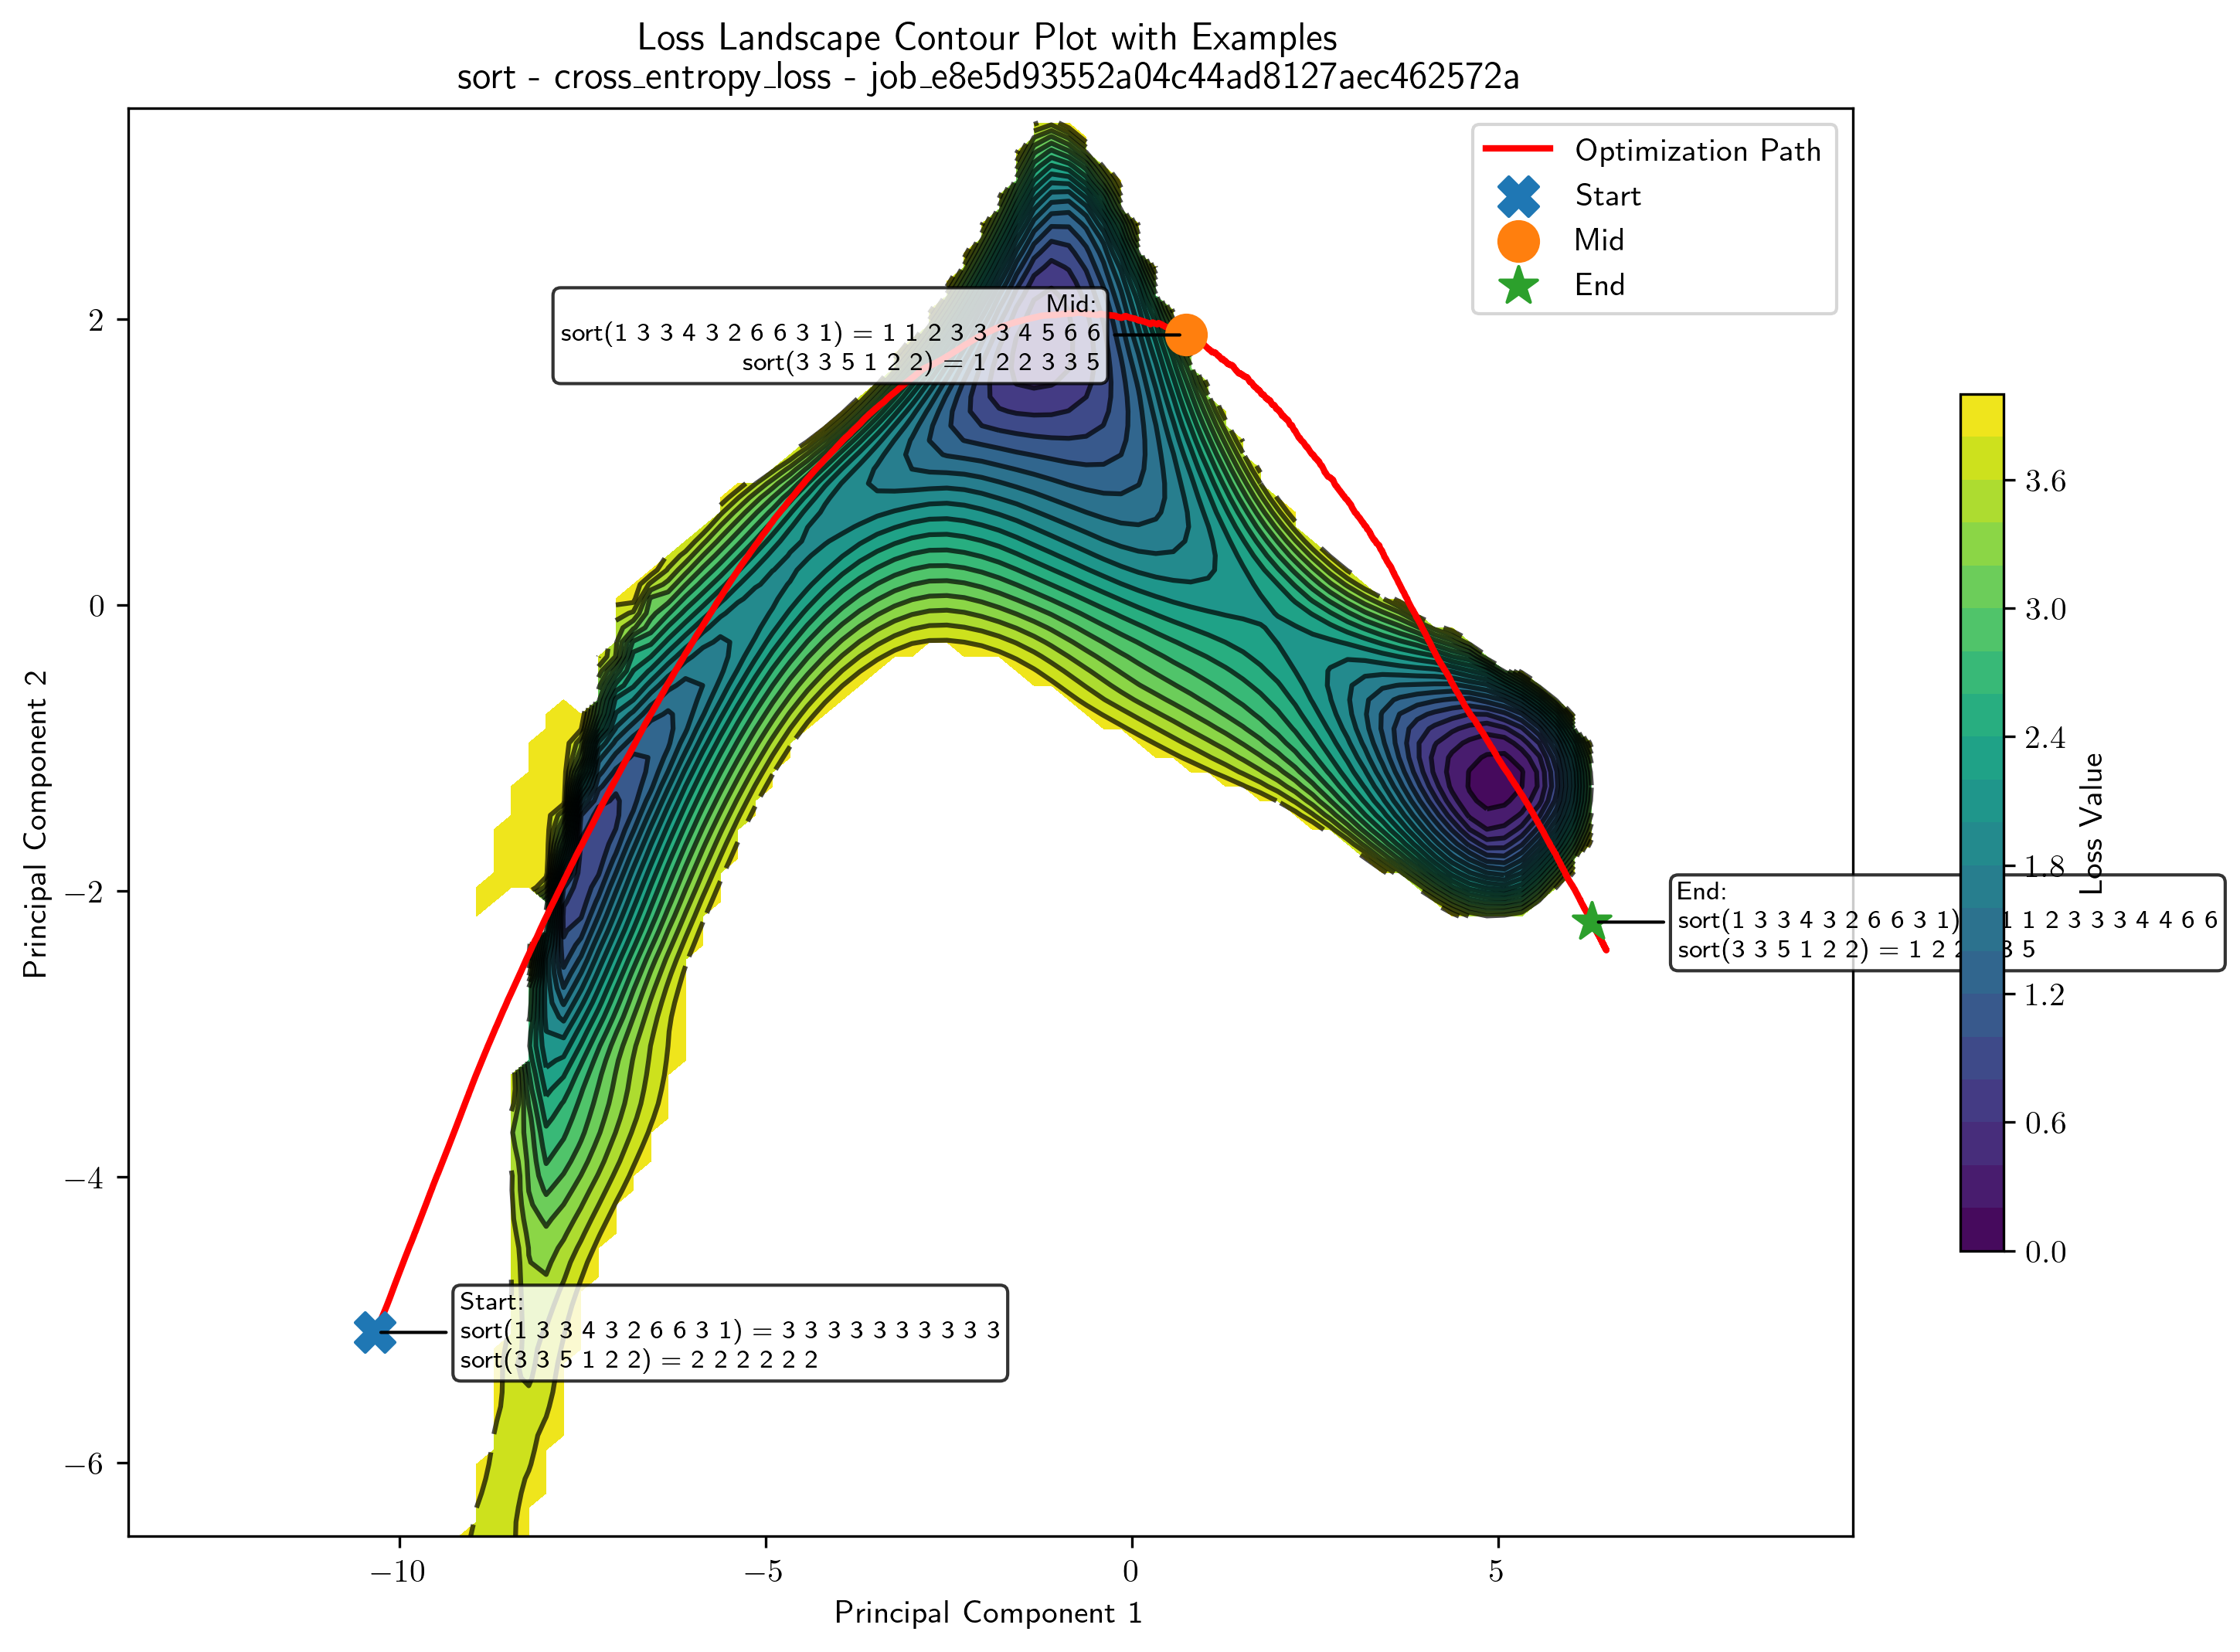 Loss Landscape Contour Plot with Examples
sort - cross_entropy_loss - job_e8e5d93552a04c44ad8127aec462572a
Optimization Path
Start
Mid
End
Mid:
sort(1 3 3 4 3 2 6 6 3 1) = 1 1 2 3 3 3 4 5 6 6
sort(3 3 5 1 2 2) = 1 2 2 3 3 5
End:
sort(1 3 3 4 3 2 6 6 3 1) 1 1 2 3 3 3 4 4 6 6
sort(3 3 5 1 2 2) = 1 2 3 5
Start:
sort(1 3 3 4 3 2 6 6 3 1) = 3 3 3 3 3 3 3 3 3 3
sort(3 3 5 1 2 2) = 2 2 2 2 2 2
2
0
−2
−4
−6
Principal Component 2
−10
−5
0
5
Principal Component 1
3.6
3.0
2.4
1.8
1.2
0.6
0.0
Loss Value